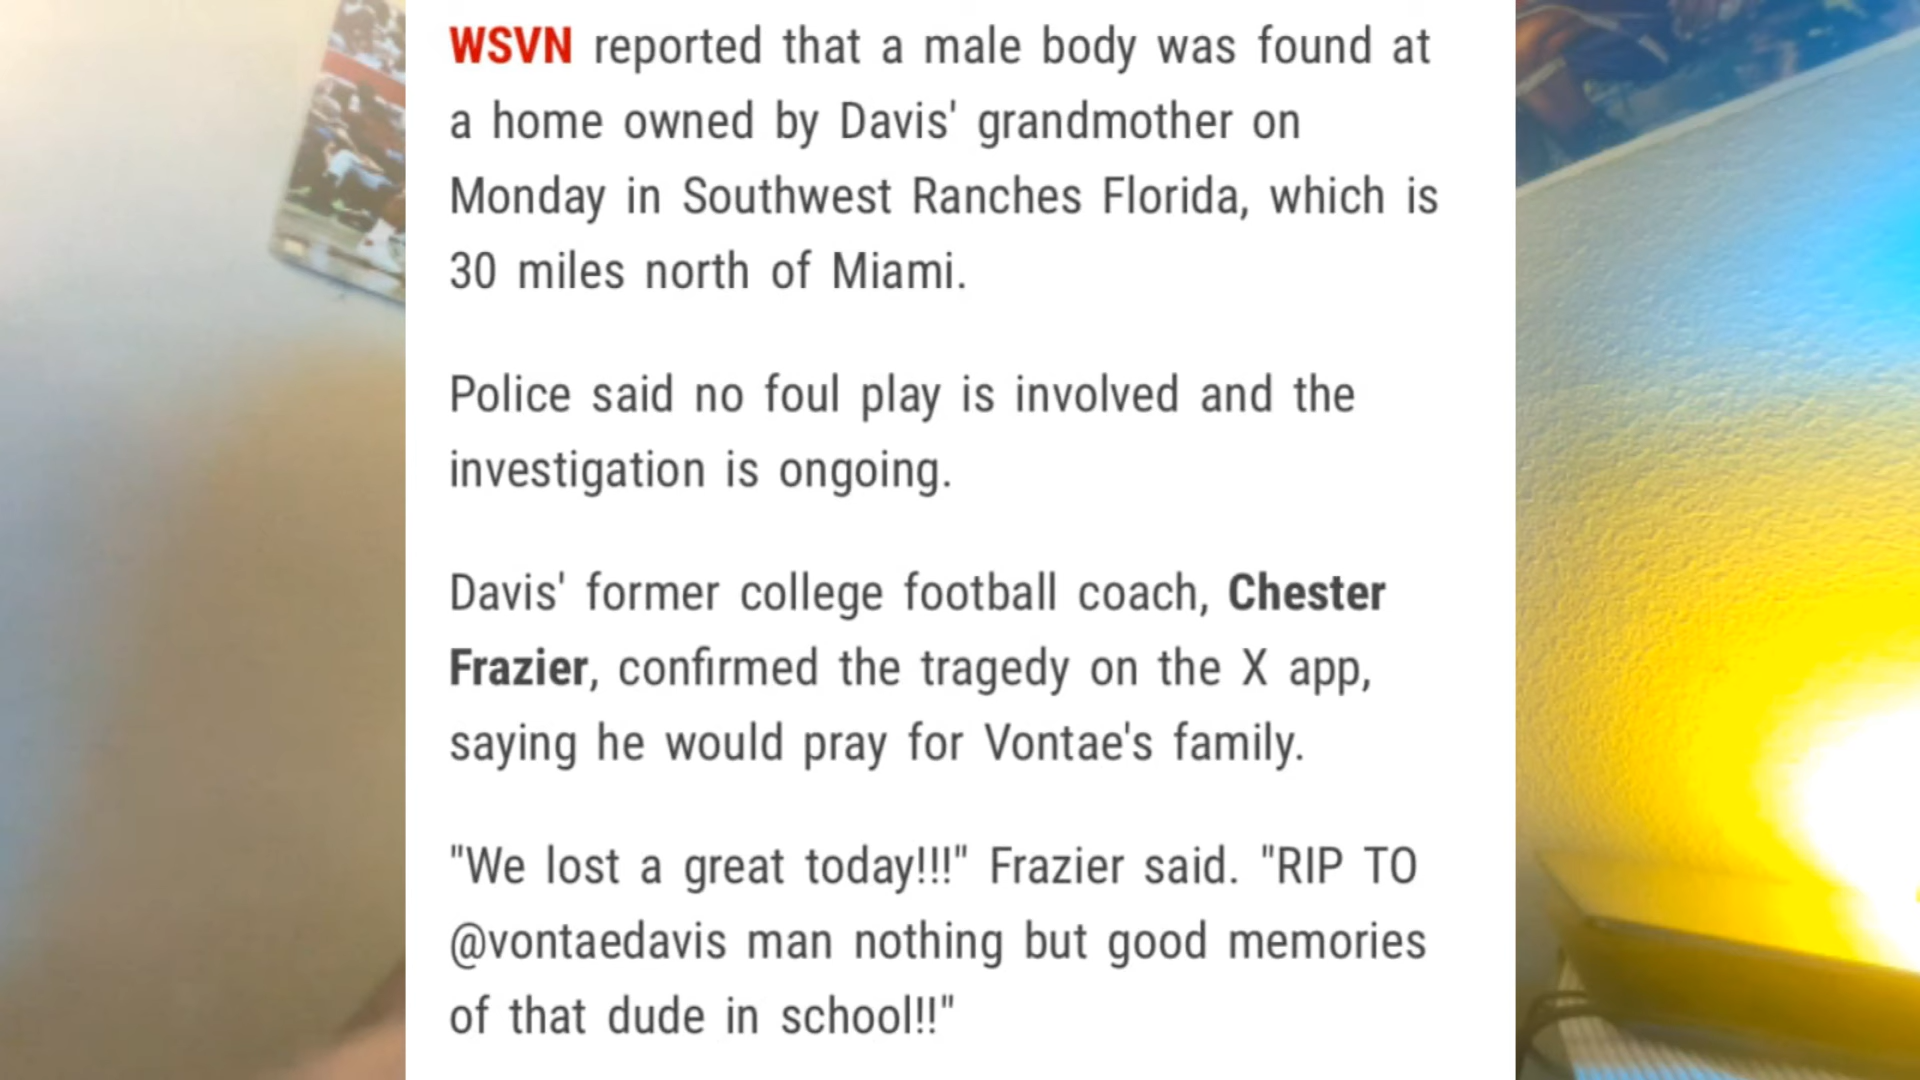 WSVN reported that a male body was found at
a home owned by Davis' grandmother on
Monday in Southwest Ranches Florida, which is
30 miles north of Miami.
Police said no foul play is involved and the
investigation is ongoing.
Davis' former college football coach, Chester
Frazier, confirmed the tragedy on the X app,
saying he would pray for Vontae's family.
"We lost a great today!!!" Frazier said. "RIP TO
@vontaedavis man nothing but good memories
of that dude in school!!"